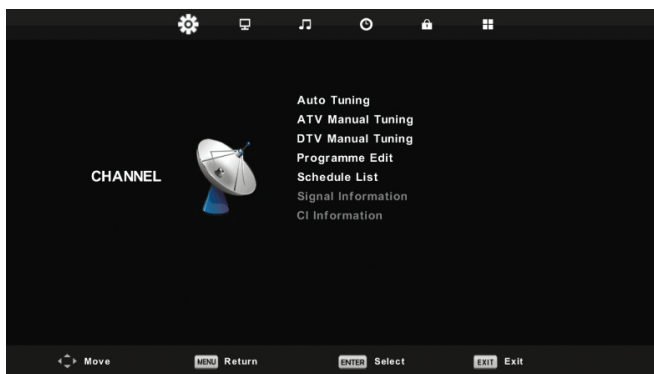 Auto Tuning
ATV Manual Tuning
DTV Manual Tuning
Programme Edit
CHANNEL
Schedule List
Signal Information
CI Information
Move
MENU Return
ENTER Select
EXIT Exit